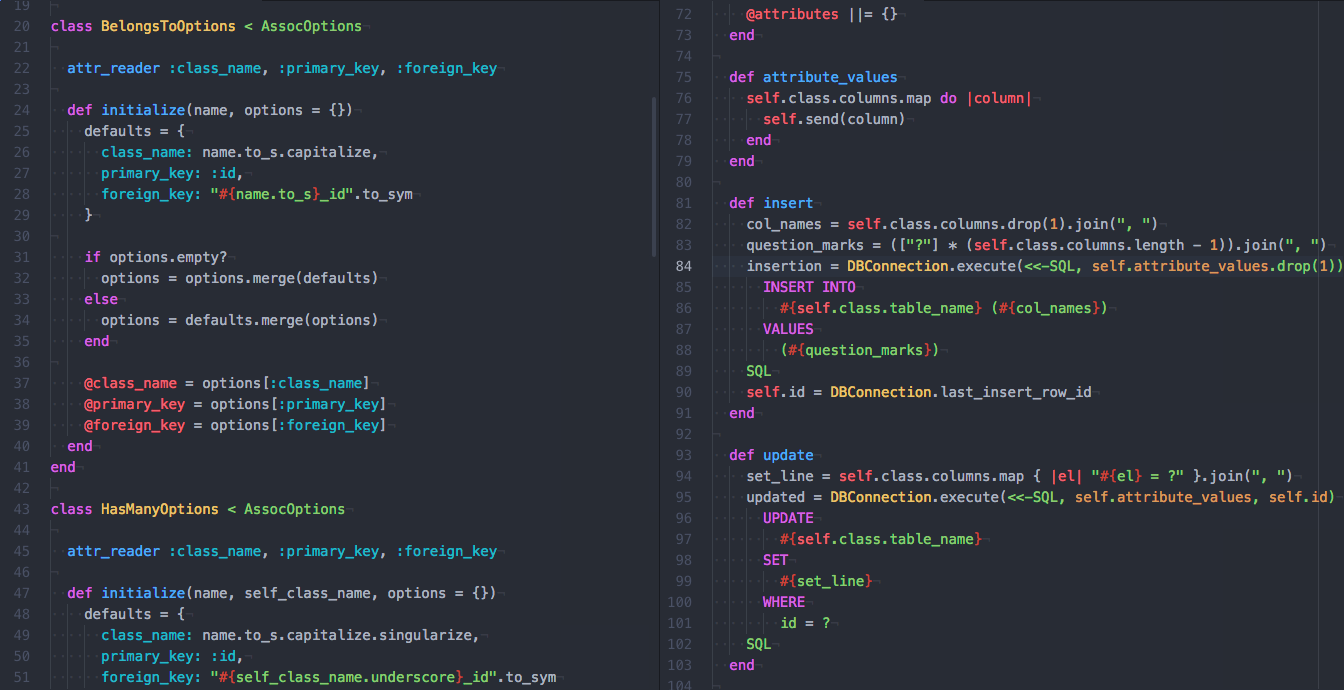 19
20 class BelongsToOptions < AssocOptions
21
22   attr_reader :class_name, :primary_key, :foreign_key
23
24   def initialize(name, options = {})
25     defaults = {
26       class_name: name.to_s.capitalize,
27       primary_key: :id,
28       foreign_key: "#{name.to_s}_id".to_sym
29     }
30
31     if options.empty?
32       options = options.merge(defaults)
33     else
34       options = defaults.merge(options)
35     end
36
37     @class_name = options[:class_name]
38     @primary_key = options[:primary_key]
39     @foreign_key = options[:foreign_key]
40   end
41 end
42
43 class HasManyOptions < AssocOptions
44
45   attr_reader :class_name, :primary_key, :foreign_key
46
47   def initialize(name, self_class_name, options = {})
48     defaults = {
49       class_name: name.to_s.capitalize.singularize,
50       primary_key: :id,
51       foreign_key: "#{self_class_name.underscore}_id".to_sym
72     @attributes ||= {}
73   end
74
75   def attribute_values
76     self.class.columns.map do |column|
77       self.send(column)
78     end
79   end
80
81   def insert
82     col_names = self.class.columns.drop(1).join(", ")
83     question_marks = (["?"] * (self.class.columns.length - 1)).join(", ")
84     insertion = DBConnection.execute(<<-SQL, self.attribute_values.drop(1))
85       INSERT INTO
86         #{self.class.table_name} (#{col_names})
87       VALUES
88         (#{question_marks})
89     SQL
90     self.id = DBConnection.last_insert_row_id
91   end
92
93   def update
94     set_line = self.class.columns.map { |el| "#{el} = ?" }.join(", ")
95     updated = DBConnection.execute(<<-SQL, self.attribute_values, self.id)
96       UPDATE
97         #{self.class.table_name}
98       SET
99         #{set_line}
100       WHERE
101         id = ?
102     SQL
103   end
104